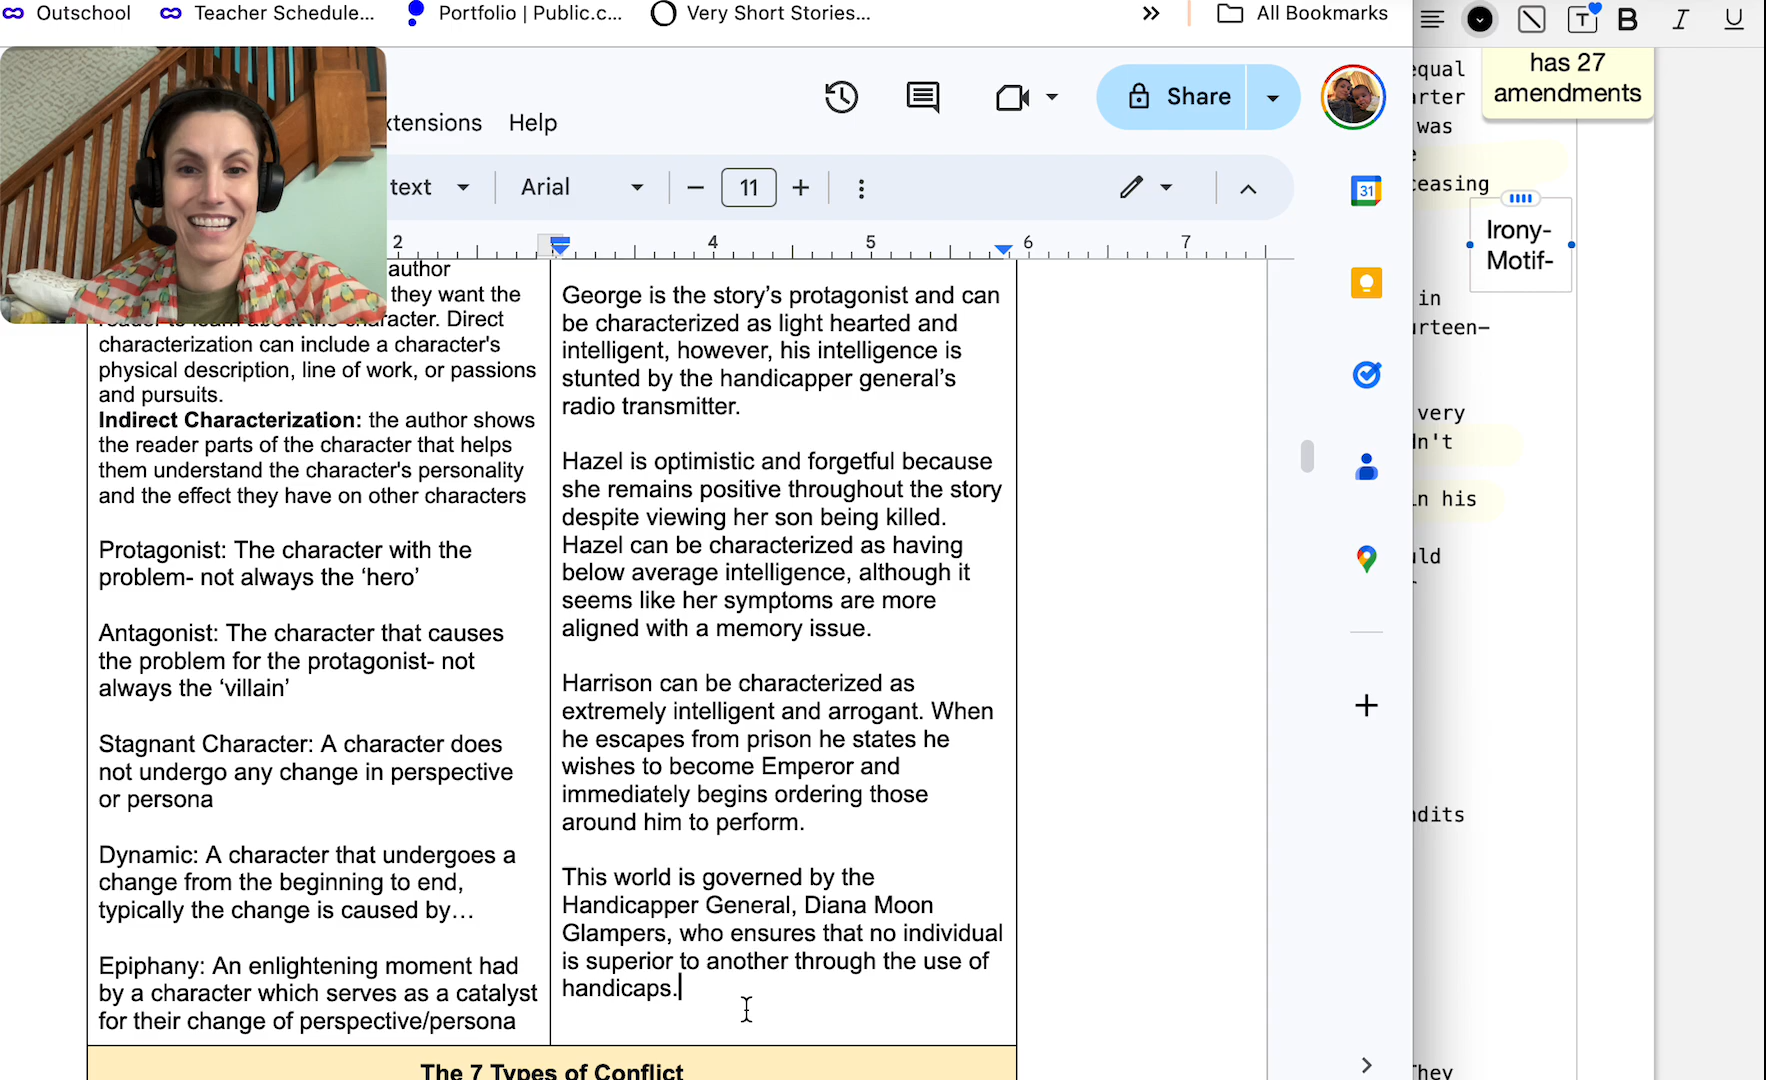 Outschool
Teacher Schedule...
Portfolio | Public.c...
Very Short Stories...
All Bookmarks
Help
Share
text
Arial
11
31
2
4
5
6
7
author
they want the
character. Direct
characterization can include a character's
physical description, line of work, or passions
and pursuits.
Indirect Characterization: the author shows
the reader parts of the character that helps
them understand the character's personality
and the effect they have on other characters
Protagonist: The character with the
problem- not always the ‘hero’
Antagonist: The character that causes
the problem for the protagonist- not
always the ‘villain’
Stagnant Character: A character does
not undergo any change in perspective
or persona
Dynamic: A character that undergoes a
change from the beginning to end,
typically the change is caused by…
Epiphany: An enlightening moment had
by a character which serves as a catalyst
for their change of perspective/persona
George is the story’s protagonist and can
be characterized as light hearted and
intelligent, however, his intelligence is
stunted by the handicapper general’s
radio transmitter.
Hazel is optimistic and forgetful because
she remains positive throughout the story
despite viewing her son being killed.
Hazel can be characterized as having
below average intelligence, although it
seems like her symptoms are more
aligned with a memory issue.
Harrison can be characterized as
extremely intelligent and arrogant. When
he escapes from prison he states he
wishes to become Emperor and
immediately begins ordering those
around him to perform.
This world is governed by the
Handicapper General, Diana Moon
Glampers, who ensures that no individual
is superior to another through the use of
handicaps.
The 7 Types of Conflict
B I U
has 27
amendments
was
Irony-
Motif-
in
very
in his